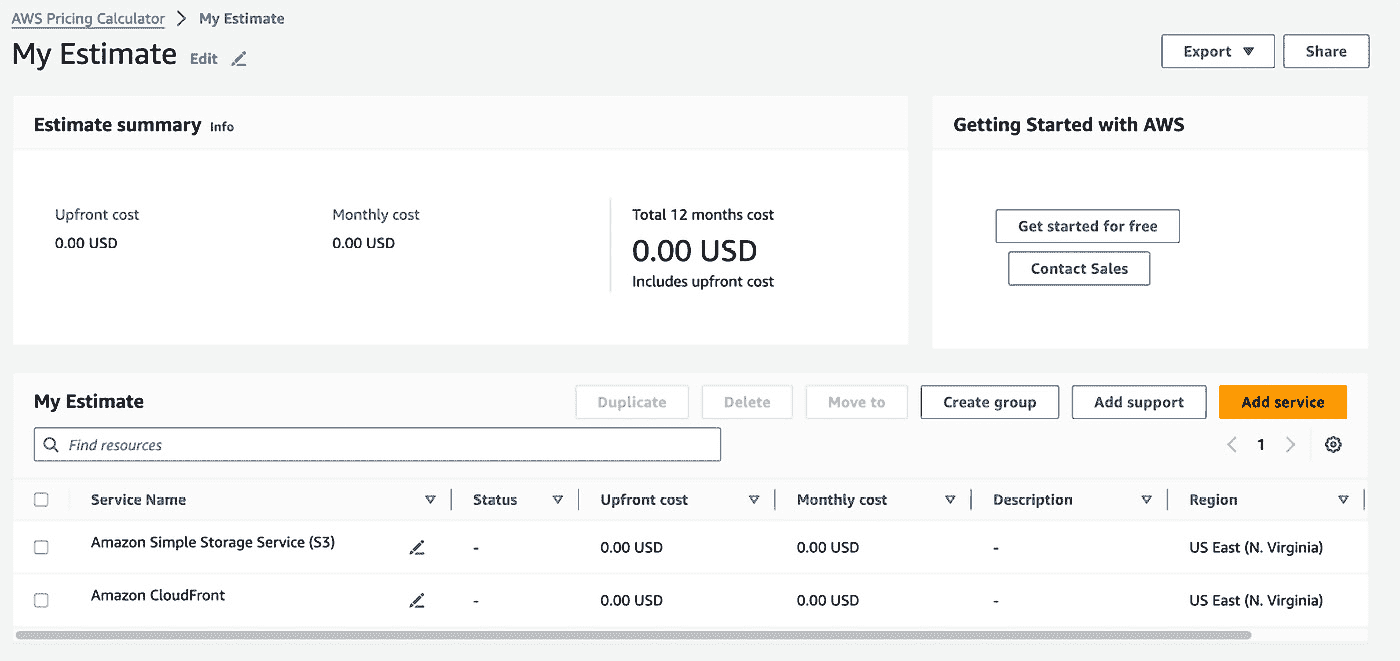 AWS Pricing Calculator > My Estimate
My Estimate Edit
Export ▼ Share
Estimate summary Info
Getting Started with AWS
Upfront cost Monthly cost Total 12 months cost
0.00 USD 0.00 USD 0.00 USD
Includes upfront cost
Get started for free
Contact Sales
My Estimate Duplicate Delete Move to Create group Add support Add service
Find resources
1
Service Name Status Upfront cost Monthly cost Description Region
Amazon Simple Storage Service (S3) - 0.00 USD 0.00 USD - US East (N. Virginia)
Amazon CloudFront - 0.00 USD 0.00 USD - US East (N. Virginia)